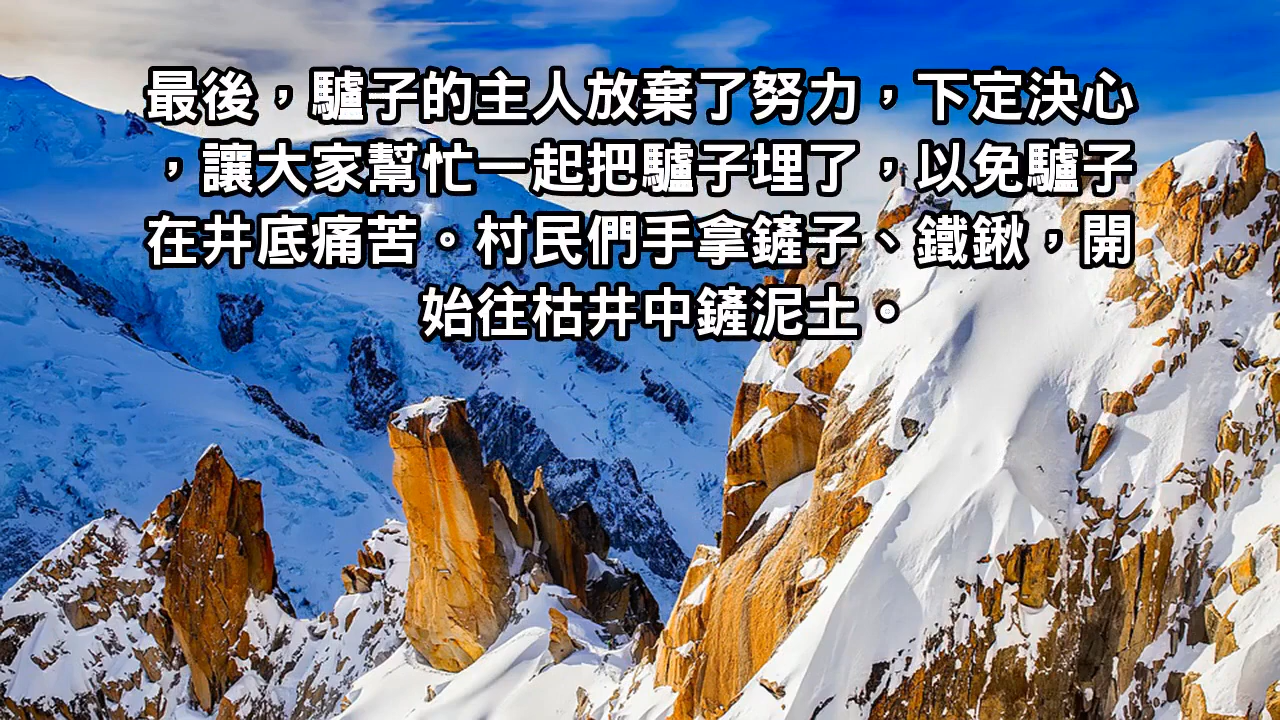 最後，驢子的主人放棄了努力，下定決心
，讓大家幫忙一起把驢子埋了，以免驢子
在井底痛苦。村民們手拿鏟子、鐵鍬，開
始往枯井中鏟泥土。